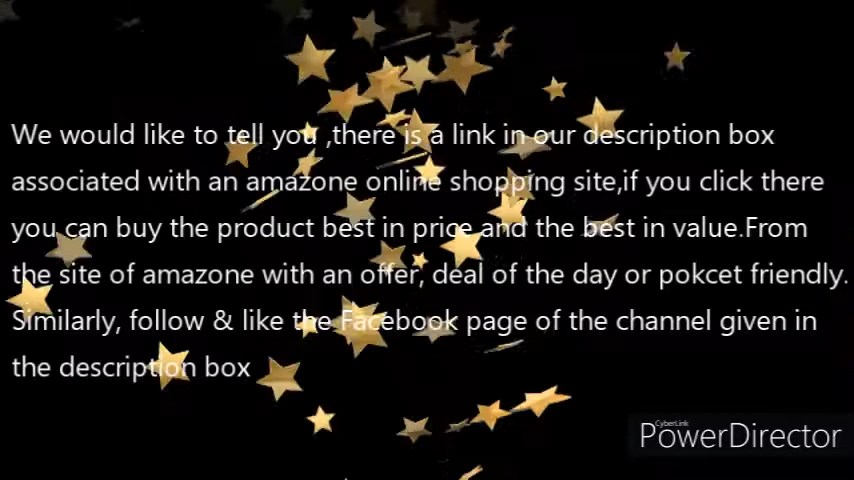 We would like to tell you ,there is a link in our description box
associated with an amazone online shopping site,if you click there
you can buy the product best in price and the best in value.From
the site of amazone with an offer, deal of the day or pokcet friendly.
Similarly, follow & like the Facebook page of the channel given in
the description box
CyberLink
PowerDirector